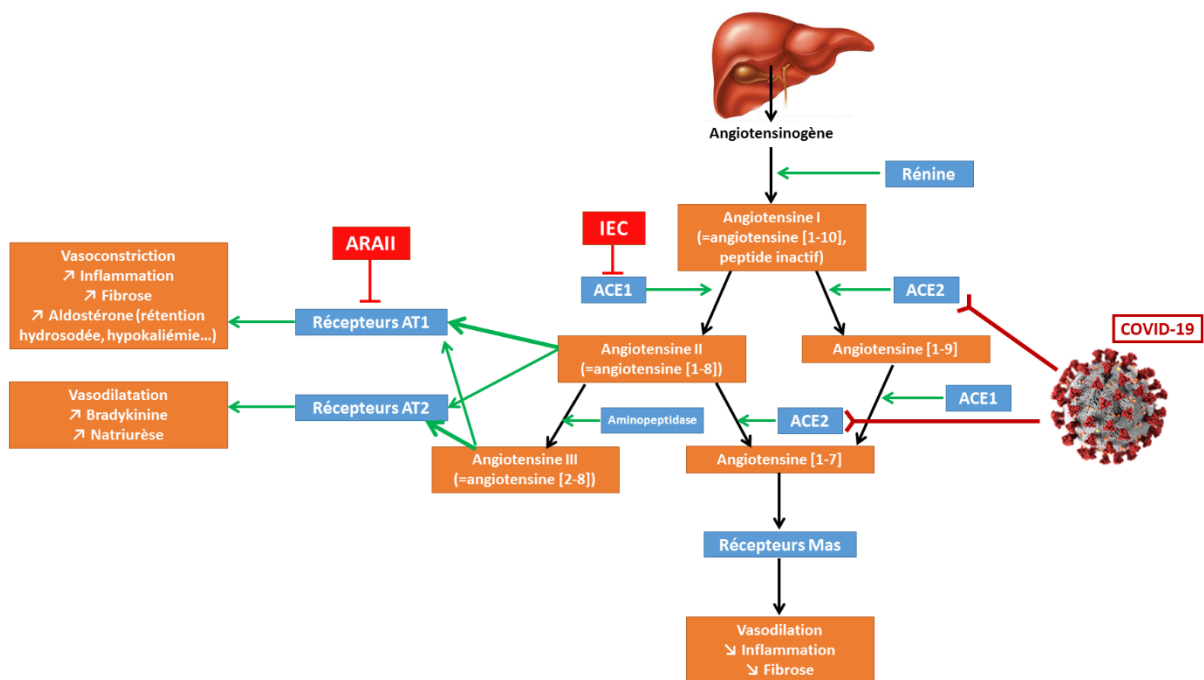 Angiotensinogène
Rénine
Angiotensine I
(=angiotensine [1-10],
peptide inactif)
IEC
ARAII
ACE1
ACE2
COVID-19
Vasoconstriction
↗ Inflammation
↗ Fibrose
↗ Aldostérone (rétention
hydrosodée, hypokaliémie...)
Récepteurs AT1
Angiotensine II
(=angiotensine [1-8])
Angiotensine [1-9]
Vasodilatation
↗ Bradykinine
↗ Natriurèse
Récepteurs AT2
Aminopeptidase
ACE2
ACE1
Angiotensine III
(=angiotensine [2-8])
Angiotensine [1-7]
Récepteurs Mas
Vasodilation
↘ Inflammation
↘ Fibrose